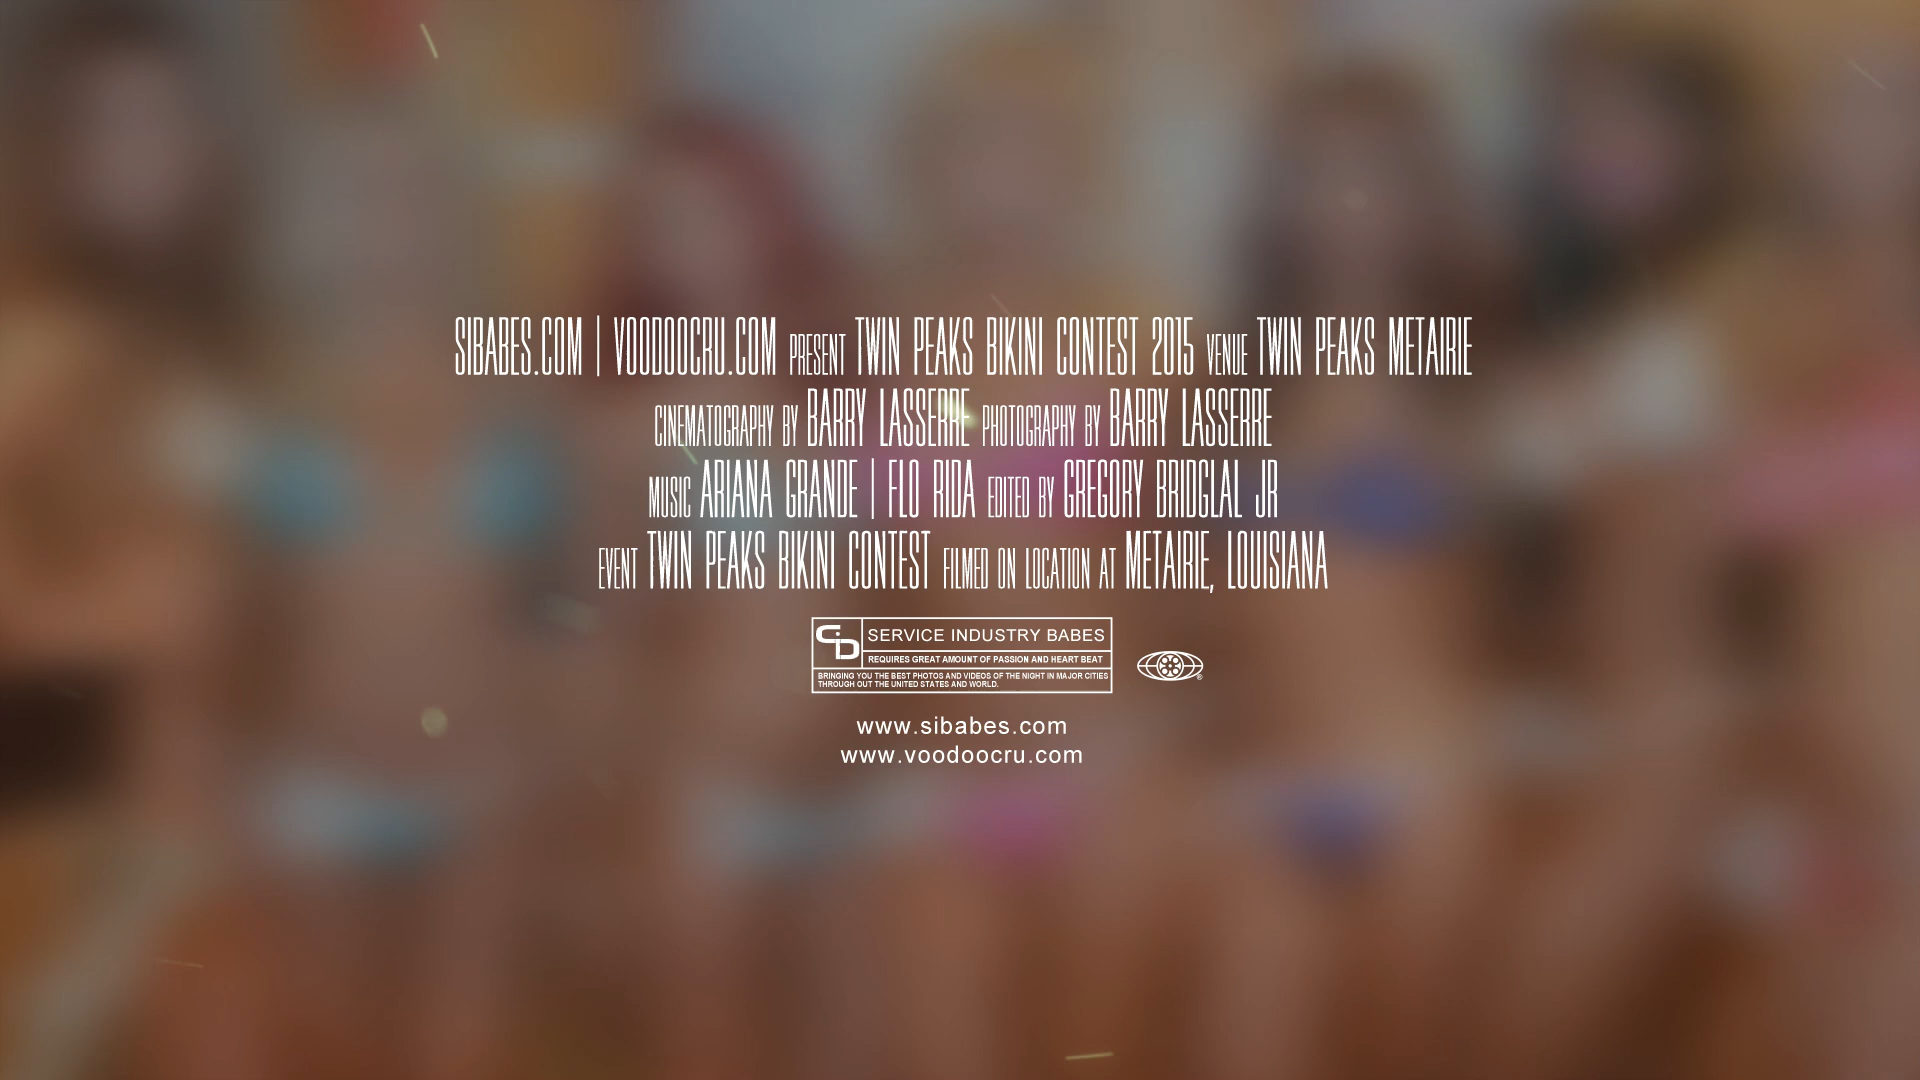 SIBABES.COM | VOODOOCRU.COM PRESENT TWIN PEAKS BIKINI CONTEST 2015 VENUE TWIN PEAKS METAIRIE
CINEMATOGRAPHY BY BARRY LASSERRE PHOTOGRAPHY BY BARRY LASSERRE
MUSIC ARIANA GRANDE | FLO RIDA EDITED BY GREGORY BRIDGLAL JR
EVENT TWIN PEAKS BIKINI CONTEST FILMED ON LOCATION AT METAIRIE, LOUISIANA
SERVICE INDUSTRY BABES
REQUIRES GREAT AMOUNT OF PASSION AND HEART BEAT
BRINGING YOU THE BEST PHOTOS AND VIDEOS OF THE NIGHT IN MAJOR CITIES
THROUGH OUT THE UNITED STATES AND WORLD.
www.sibabes.com
www.voodoocru.com